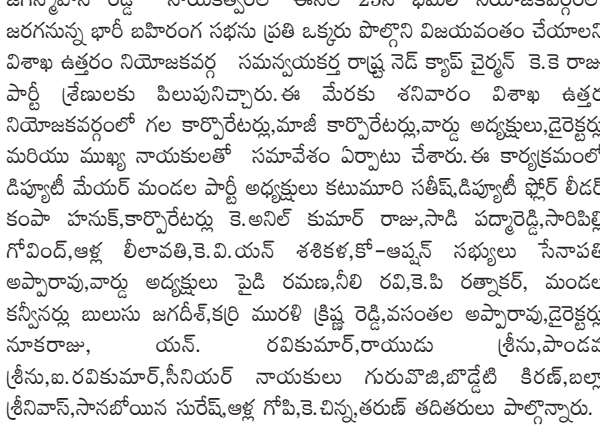 జరగనున్న భారీ బహిరంగ సభను ప్రతి ఒక్కరు పాల్గొని విజయవంతం చేయాలని
విశాఖ ఉత్తరం నియోజకవర్గ సమన్వయకర్త రాష్ట్ర నెడ్ క్యాప్ చైర్మన్ కె.కె రాజు
పార్టీ శ్రేణులకు పిలుపునిచ్చారు.ఈ మేరకు శనివారం విశాఖ ఉత్తర
నియోజకవర్గంలో గల కార్పొరేటర్లు,మాజీ కార్పొరేటర్లు,వార్డు అధ్యక్షులు,డైరెక్టర్లు
మరియు ముఖ్య నాయకులతో సమావేశం ఏర్పాటు చేశారు.ఈ కార్యక్రమంలో
డిప్యూటీ మేయర్ మండల పార్టీ అధ్యక్షులు కటుమూరి సతీష్,డిప్యూటీ ఫ్లోర్ లీడర్
కంపా హనుక్,కార్పొరేటర్లు కె.అనిల్ కుమార్ రాజు,సాడి పద్మారెడ్డి,సారిపిల్లి
గోవింద్,ఆళ్ల లీలావతి,కె.వి.యన్ శశికళ,కో-ఆప్షన్ సభ్యులు సేనాపతి
అప్పారావు,వార్డు అధ్యక్షులు పైడి రమణ,నీలి రవి,కె.పి రత్నాకర్, మండల
కన్వీనర్లు బులుసు జగదీశ్,కర్రి మురళి క్రిష్ణ రెడ్డి,వసంతల అప్పారావు,డైరెక్టర్లు
నూకరాజు, యన్. రవికుమార్,రాయుడు శ్రీను,పాండవ
శ్రీను,ఐ.రవికుమార్,సీనియర్ నాయకులు గురువొజి,బొడ్డేటి కిరణ్,బల్లా
శ్రీనివాస్,సానబోయిన సురేష్,ఆళ్ల గోపి,కె.చిన్న,తరుణ్ తదితరులు పాల్గొన్నారు.